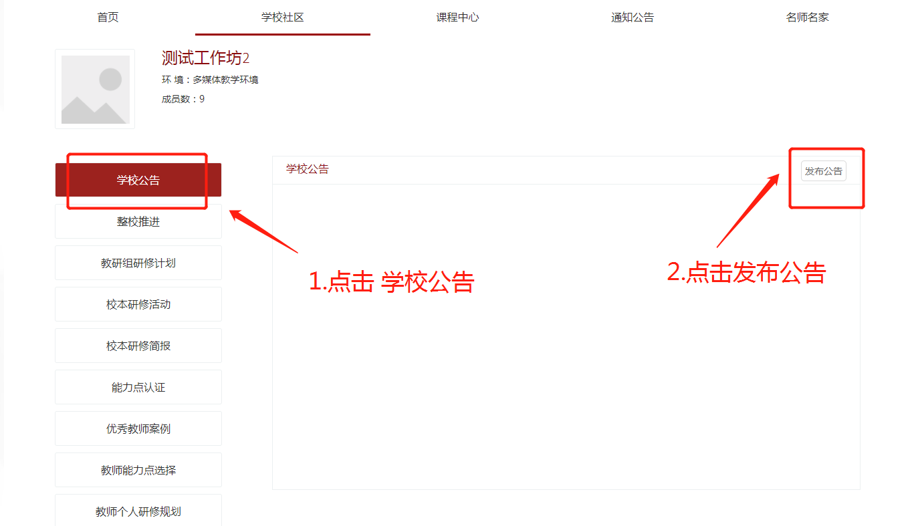 首页 学校社区 课程中心 通知公告 名师名家
测试工作坊2
环 境：多媒体教学环境
成员数：9
学校公告
学校公告
发布公告
整校推进
教研组研修计划
1.点击 学校公告
2.点击发布公告
校本研修活动
校本研修简报
能力点认证
优秀教师案例
教师能力点选择
教师个人研修规划